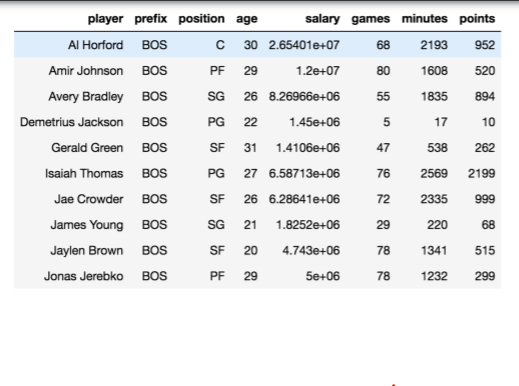 player prefix position age salary games minutes points
Al Horford BOS C 30 2.65401e+07 68 2193 952
Amir Johnson BOS PF 29 1.2e+07 80 1608 520
Avery Bradley BOS SG 26 8.26966e+06 55 1835 894
Demetrius Jackson BOS PG 22 1.45e+06 5 17 10
Gerald Green BOS SF 31 1.4106e+06 47 538 262
Isaiah Thomas BOS PG 27 6.58713e+06 76 2569 2199
Jae Crowder BOS SF 26 6.28641e+06 72 2335 999
James Young BOS SG 21 1.8252e+06 29 220 68
Jaylen Brown BOS SF 20 4.743e+06 78 1341 515
Jonas Jerebko BOS PF 29 5e+06 78 1232 299